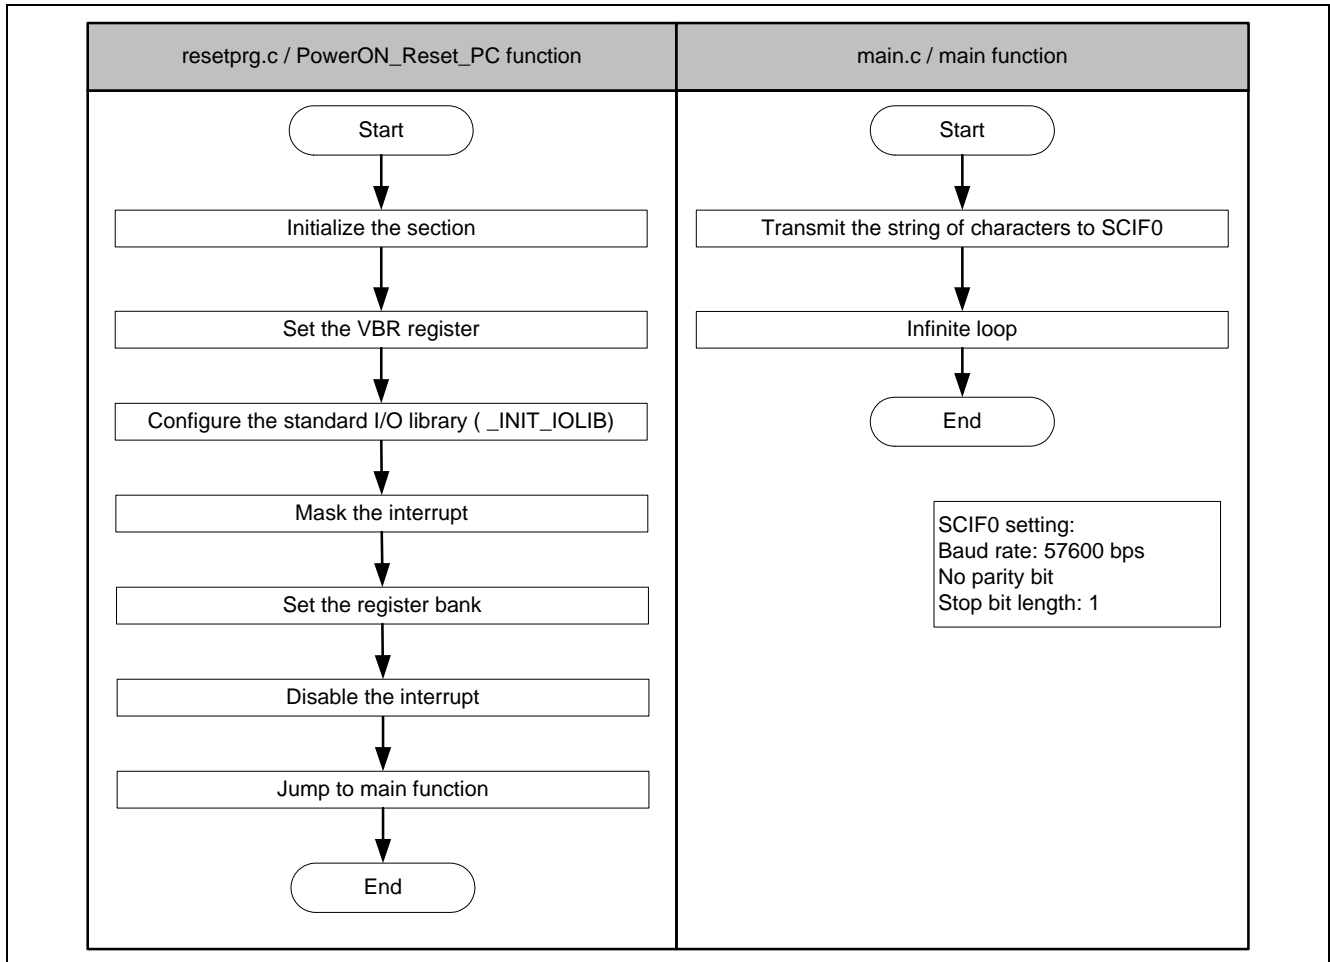 resetprg.c / PowerON_Reset_PC function
Start
Initialize the section
Set the VBR register
Configure the standard I/O library ( _INIT_IOLIB)
Mask the interrupt
Set the register bank
Disable the interrupt
Jump to main function
End
main.c / main function
Start
Transmit the string of characters to SCIF0
Infinite loop
End
SCIF0 setting:
Baud rate: 57600 bps
No parity bit
Stop bit length: 1